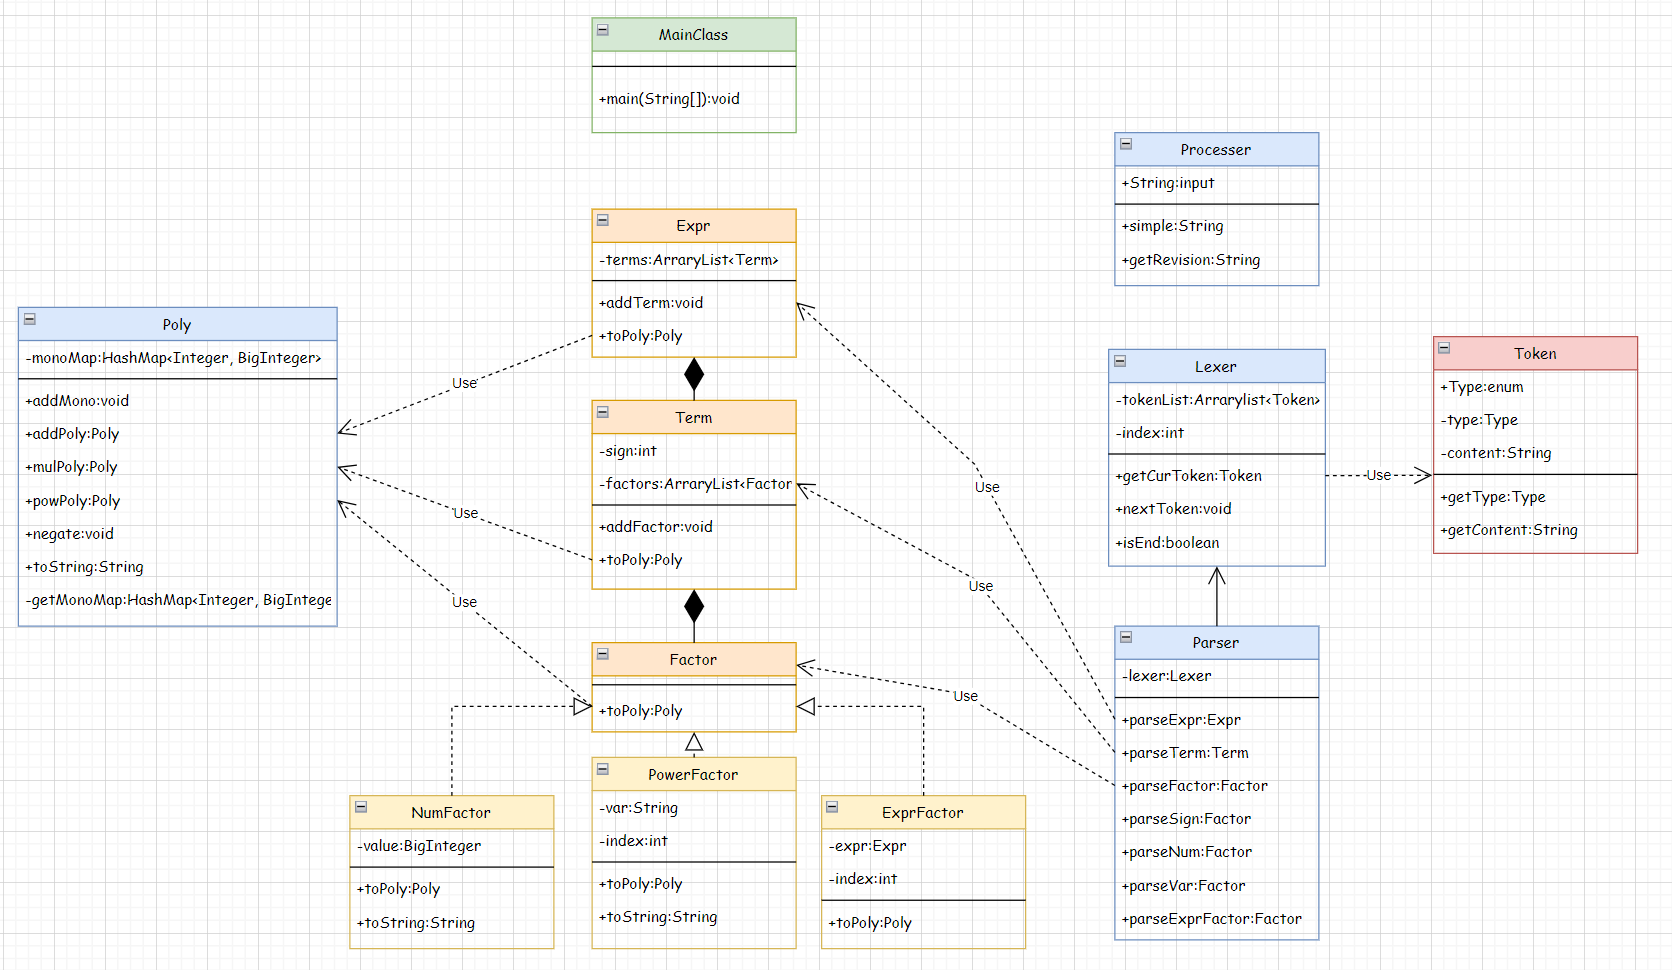 MainClass
+main(String[]):void
Processer
+String:input
+simple:String
+getRevision:String
Expr
-terms:ArraryList<Term>
+addTerm:void
+toPoly:Poly
Poly
-monoMap:HashMap<Integer, BigInteger>
+addMono:void
+addPoly:Poly
+mulPoly:Poly
+powPoly:Poly
+negate:void
+toString:String
-getMonoMap:HashMap<Integer, BigIntege
Use
Use
Use
Term
-sign:int
-factors:ArraryList<Factor
+addFactor:void
+toPoly:Poly
Lexer
-tokenList:Arrarylist<Token>
-index:int
+getCurToken:Token
+nextToken:void
+isEnd:boolean
Use
Token
+Type:enum
-type:Type
-content:String
+getType:Type
+getContent:String
Use
Use
Use
Factor
+toPoly:Poly
Parser
-lexer:Lexer
+parseExpr:Expr
+parseTerm:Term
+parseFactor:Factor
+parseSign:Factor
+parseNum:Factor
+parseVar:Factor
+parseExprFactor:Factor
NumFactor
-value:BigInteger
+toPoly:Poly
+toString:String
PowerFactor
-var:String
-index:int
+toPoly:Poly
+toString:String
ExprFactor
-expr:Expr
-index:int
+toPoly:Poly